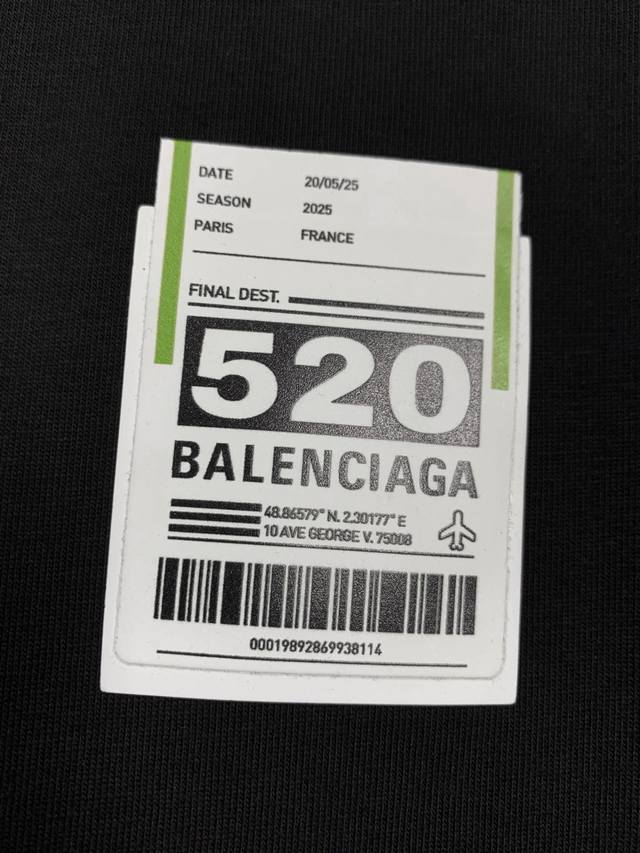 DATE 20/05/25
SEASON 2025
PARIS FRANCE
FINAL DEST.
520
BALENCIAGA
48.86579° N. 2.30177° E
10 AVE GEORGE V. 75008
00019892869938114